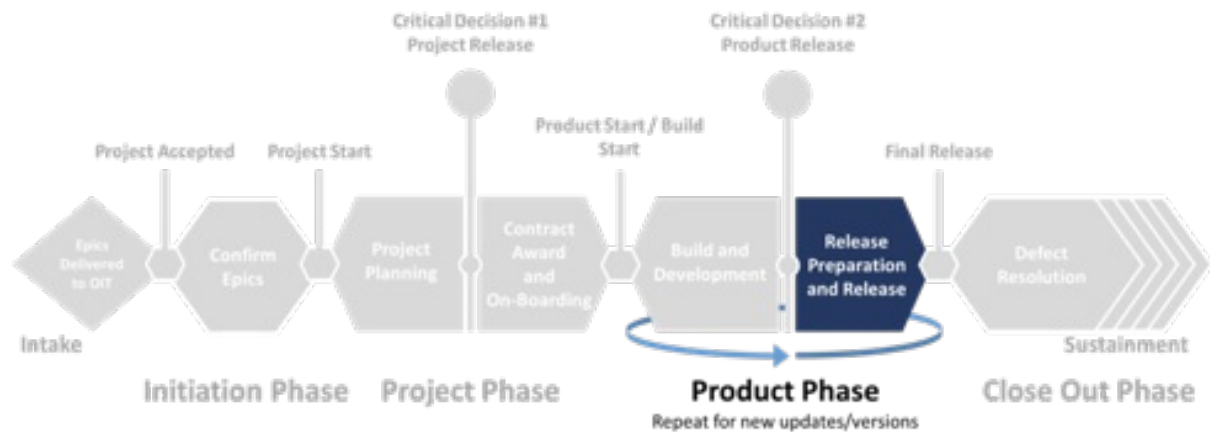 Critical Decision #1
Project Release
Critical Decision #2
Product Release
Project Accepted
Project Start
Product Start / Build
Start
Final Release
Epics
Delivered
to OIT
Confirm
Epics
Project
Planning
Contract
Award
and
On-Boarding
Build and
Development
Release
Preparation
and Release
Defect
Resolution
Intake
Sustainment
Initiation Phase
Project Phase
Product Phase
Close Out Phase
Repeat for new updates/versions